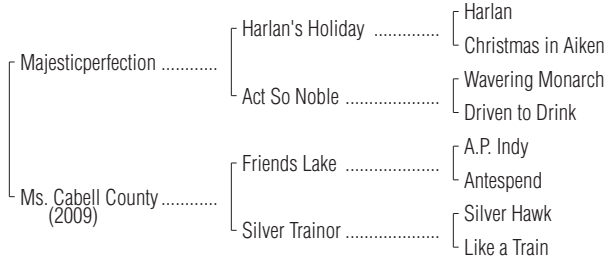 Harlan
Harlan's Holiday ..............
Christmas in Aiken
Majesticperfection ............
Wavering Monarch
Act So Noble .....................
Driven to Drink
A.P. Indy
Friends Lake .....................
Antespend
Ms. Cabell County ............
(2009)
Silver Hawk
Silver Trainor .....................
Like a Train